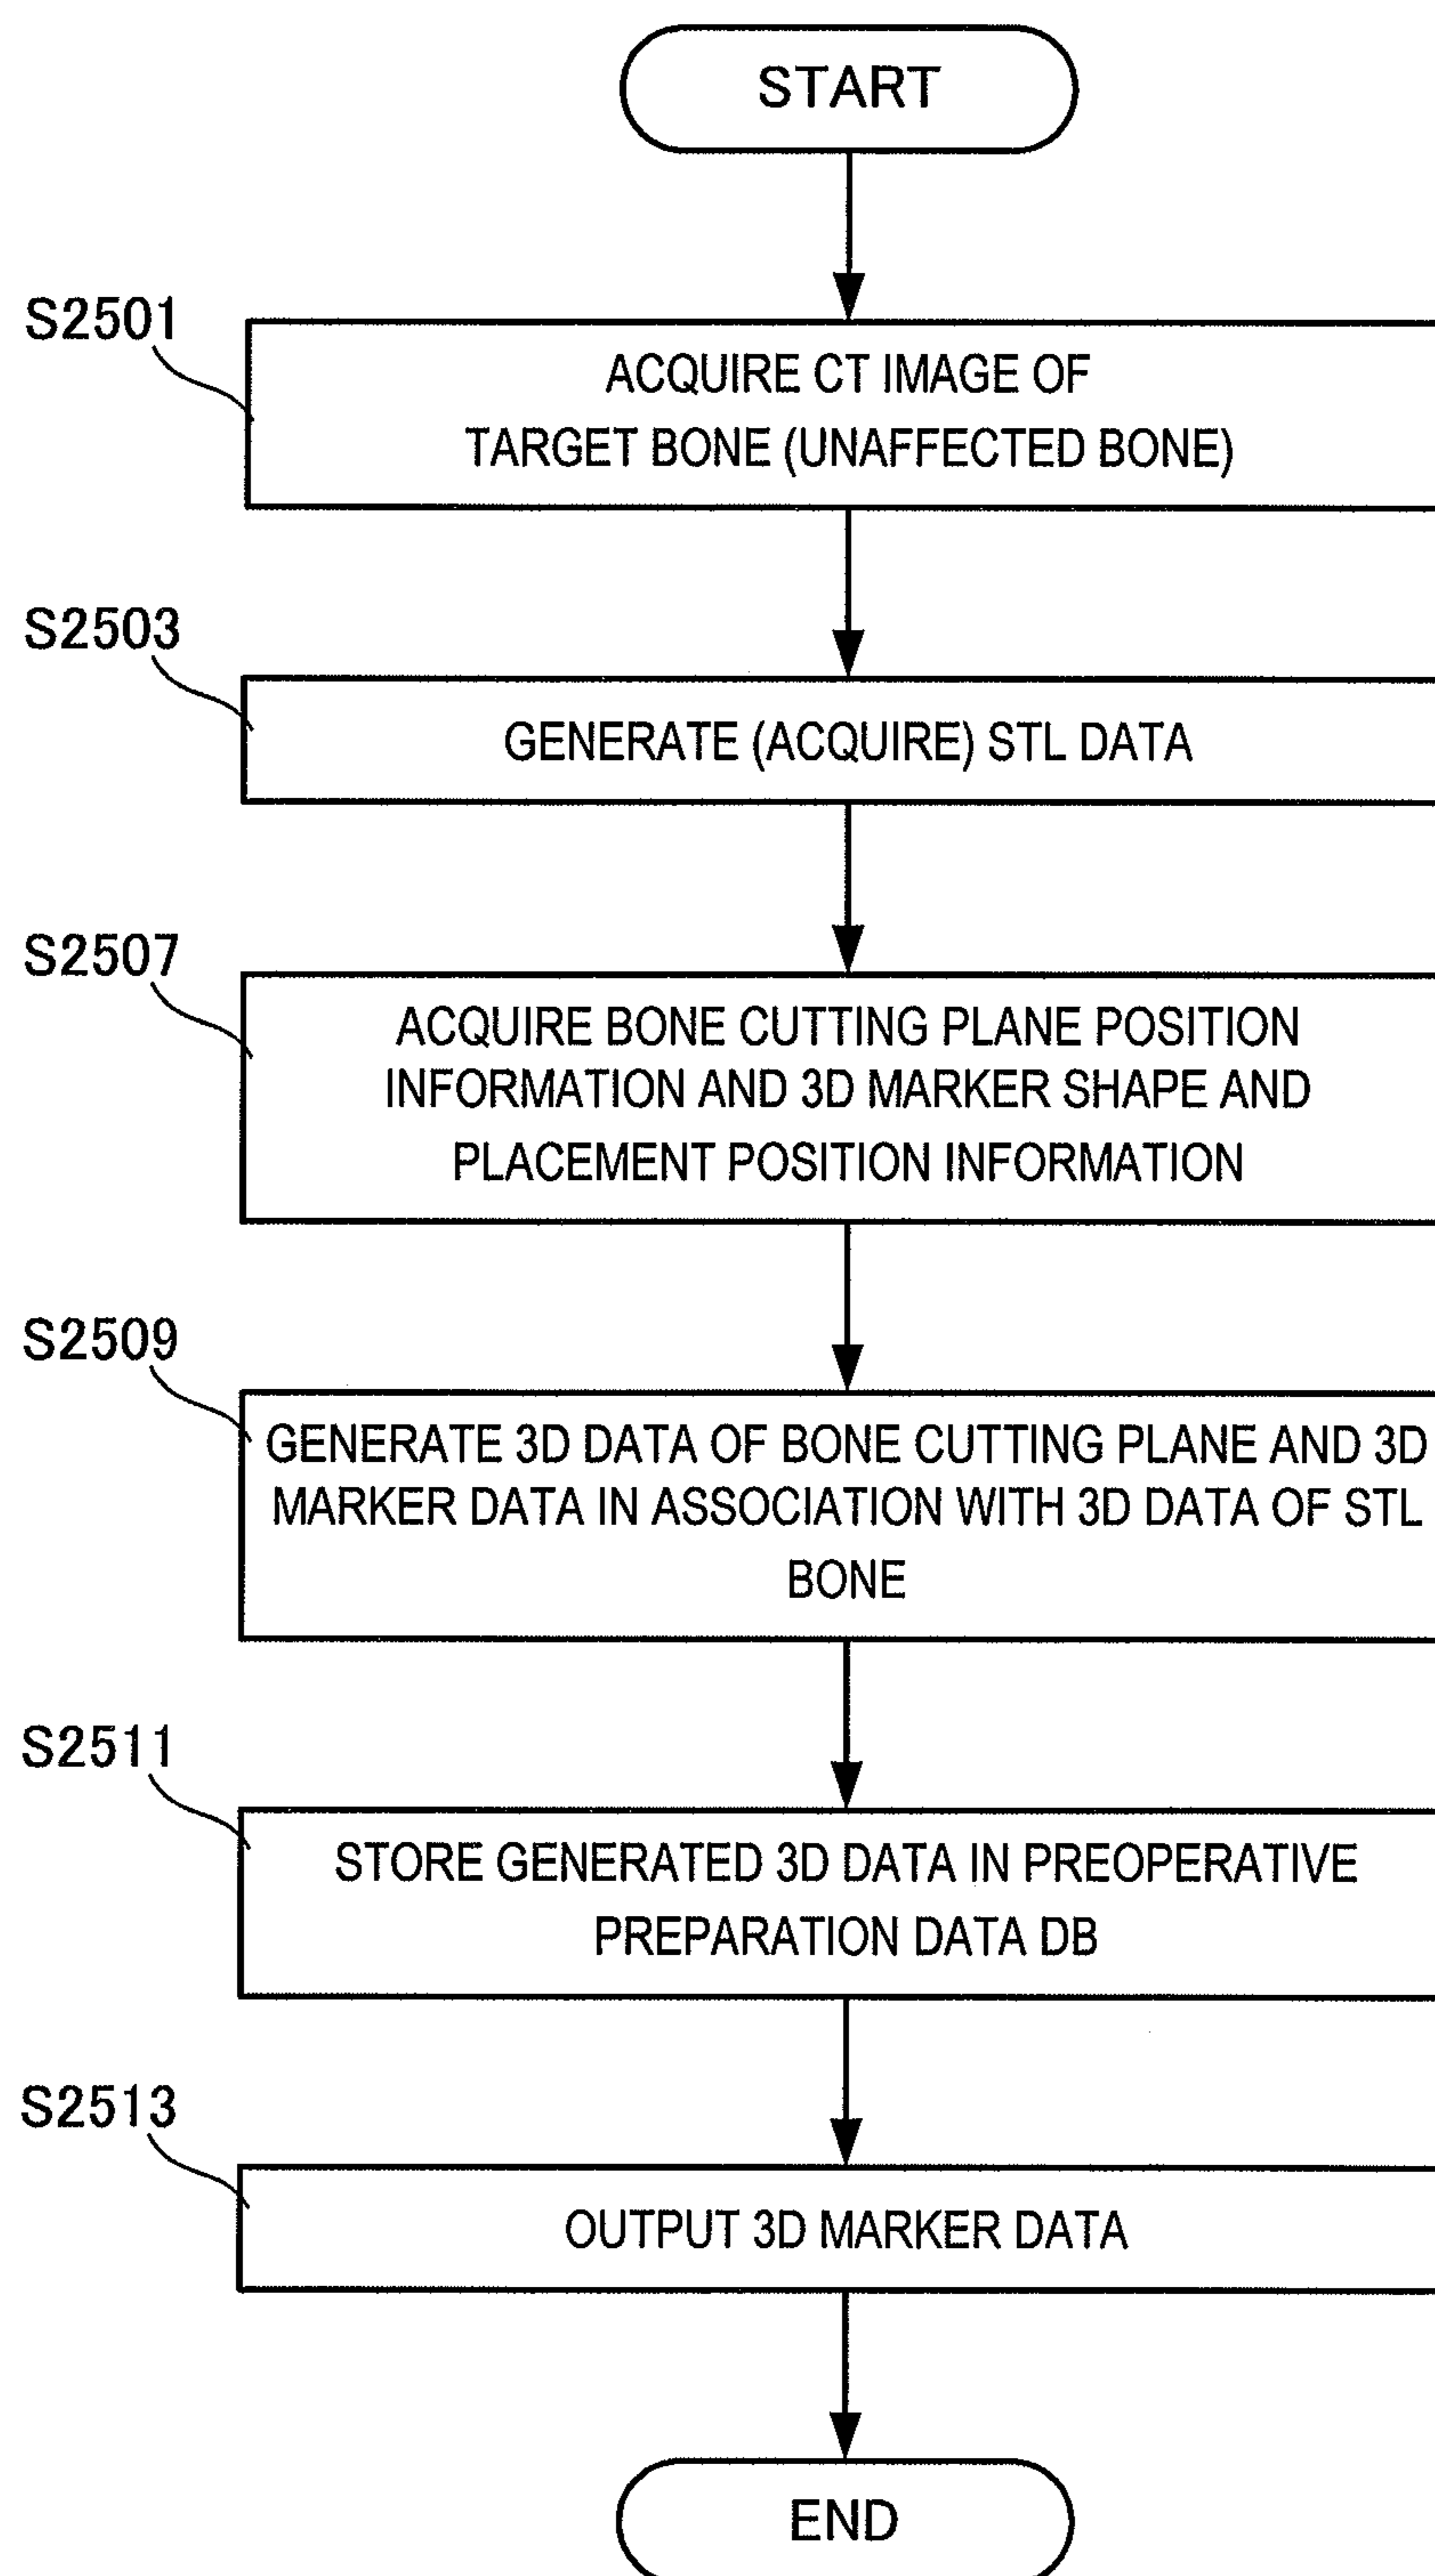 START
S2501
ACQUIRE CT IMAGE OF
TARGET BONE (UNAFFECTED BONE)
S2503
GENERATE (ACQUIRE) STL DATA
S2507
ACQUIRE BONE CUTTING PLANE POSITION
INFORMATION AND 3D MARKER SHAPE AND
PLACEMENT POSITION INFORMATION
S2509
GENERATE 3D DATA OF BONE CUTTING PLANE AND 3D
MARKER DATA IN ASSOCIATION WITH 3D DATA OF STL
BONE
S2511
STORE GENERATED 3D DATA IN PREOPERATIVE
PREPARATION DATA DB
S2513
OUTPUT 3D MARKER DATA
END